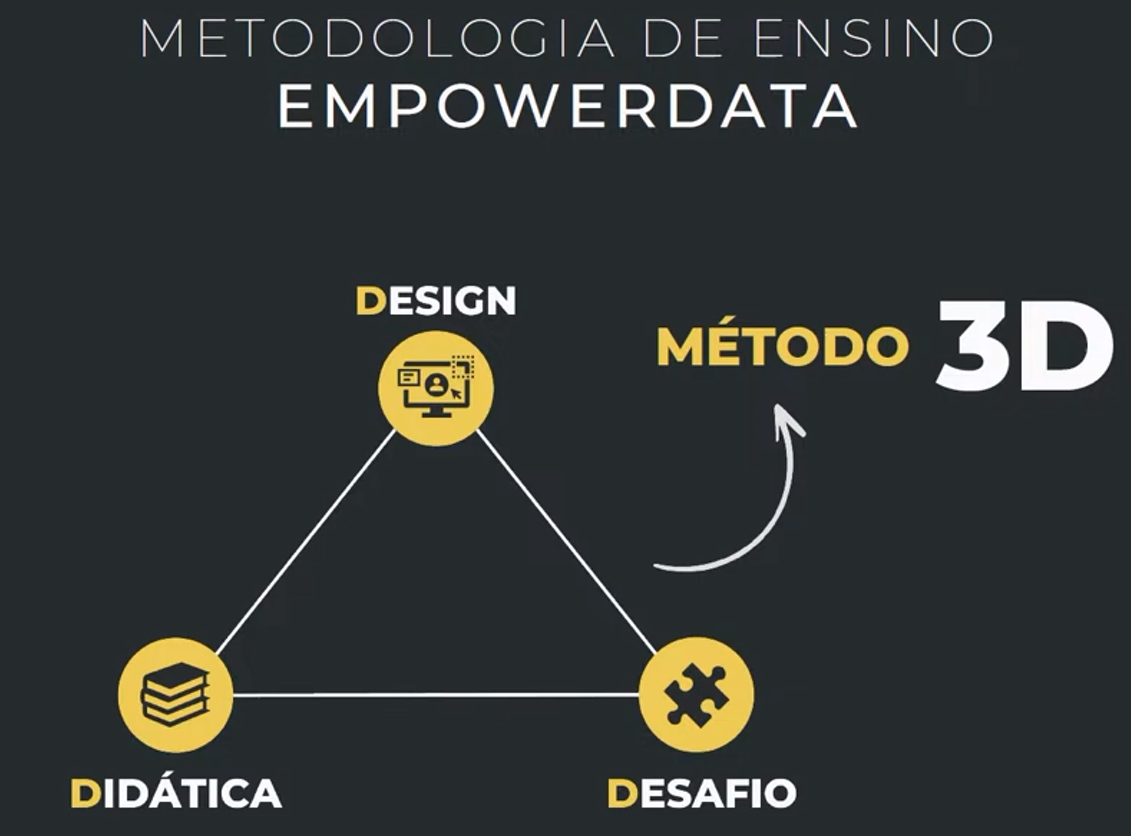 METODOLOGIA DE ENSINO
EMPOWERDATA
DESIGN
MÉTODO 3D
DIDÁTICA
DESAFIO